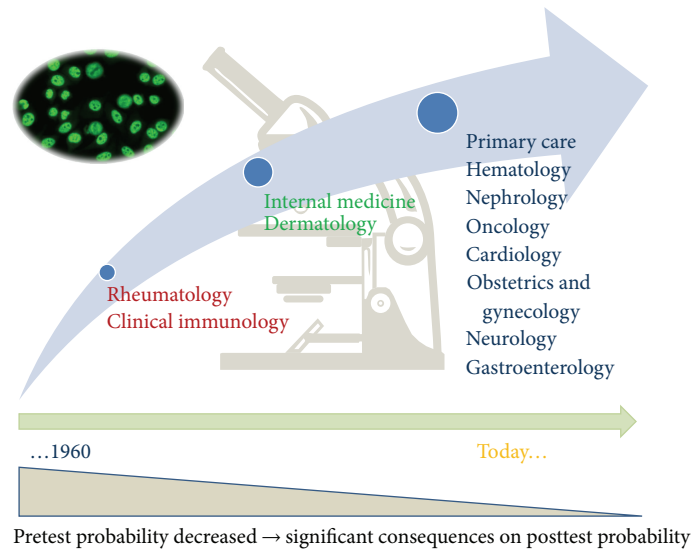 Rheumatology
Clinical immunology
Internal medicine
Dermatology
Primary care
Hematology
Nephrology
Oncology
Cardiology
Obstetrics and
gynecology
Neurology
Gastroenterology
…1960
Today…
Pretest probability decreased → significant consequences on posttest probability